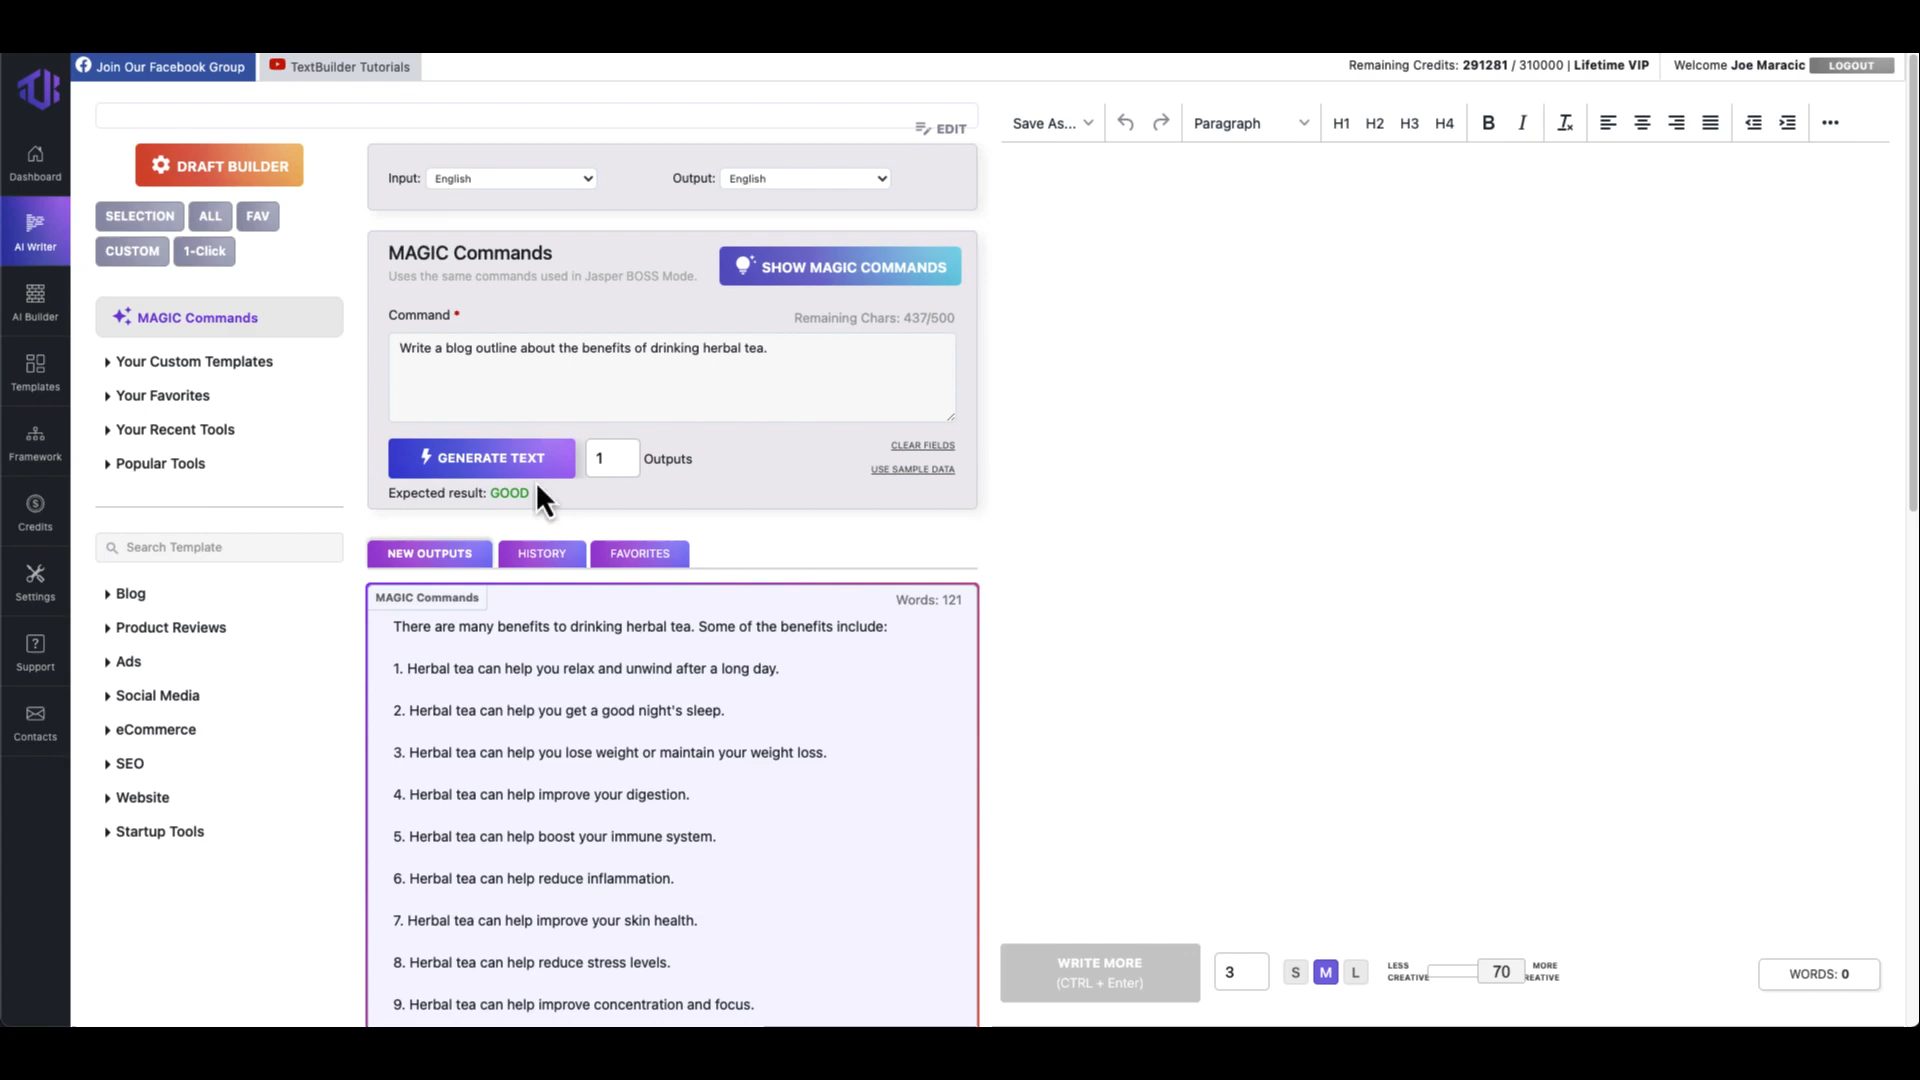 Join Our Facebook Group
TextBuilder Tutorials
Remaining Credits: 291281 / 310000 | Lifetime VIP
Welcome Joe Maracic
LOGOUT
Dashboard
AI Writer
AI Builder
Templates
Framework
Credits
Settings
Support
Contacts
EDIT
DRAFT BUILDER
SELECTION
ALL
FAV
CUSTOM
1-Click
MAGIC Commands
Your Custom Templates
Your Favorites
Your Recent Tools
Popular Tools
Search Template
Blog
Product Reviews
Ads
Social Media
eCommerce
SEO
Website
Startup Tools
Input: English
Output: English
MAGIC Commands
Uses the same commands used in Jasper BOSS Mode.
SHOW MAGIC COMMANDS
Command *
Remaining Chars: 437/500
Write a blog outline about the benefits of drinking herbal tea.
GENERATE TEXT
1
Outputs
CLEAR FIELDS
USE SAMPLE DATA
Expected result: GOOD
NEW OUTPUTS
HISTORY
FAVORITES
MAGIC Commands
Words: 121
There are many benefits to drinking herbal tea. Some of the benefits include:
1. Herbal tea can help you relax and unwind after a long day.
2. Herbal tea can help you get a good night's sleep.
3. Herbal tea can help you lose weight or maintain your weight loss.
4. Herbal tea can help improve your digestion.
5. Herbal tea can help boost your immune system.
6. Herbal tea can help reduce inflammation.
7. Herbal tea can help improve your skin health.
8. Herbal tea can help reduce stress levels.
9. Herbal tea can help improve concentration and focus.
Save As...
Paragraph
H1
H2
H3
H4
B
I
WRITE MORE
(CTRL + Enter)
3
S
M
L
LESS
CREATIVE
70
MORE
REATIVE
WORDS: 0